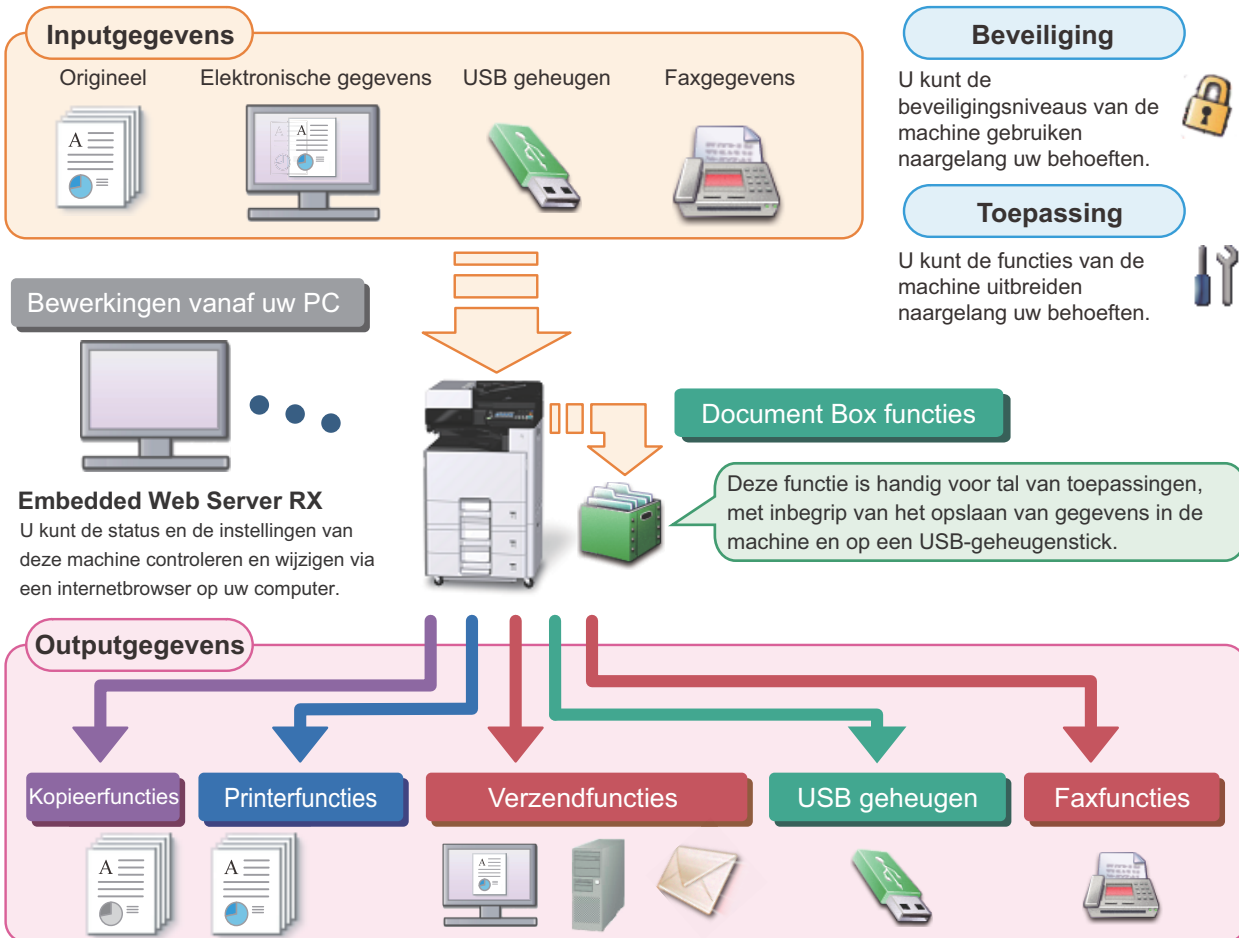 Inputgegevens
Origineel
Elektronische gegevens
USB geheugen
Faxgegevens
Beveiliging
U kunt de
beveiligingsniveaus van de
machine gebruiken
naargelang uw behoeften.
Toepassing
U kunt de functies van de
machine uitbreiden
naargelang uw behoeften.
Bewerkingen vanaf uw PC
Embedded Web Server RX
U kunt de status en de instellingen van
deze machine controleren en wijzigen via
een internetbrowser op uw computer.
Document Box functies
Deze functie is handig voor tal van toepassingen,
met inbegrip van het opslaan van gegevens in de
machine en op een USB-geheugenstick.
Outputgegevens
Kopieerfuncties
Printerfuncties
Verzendfuncties
USB geheugen
Faxfuncties